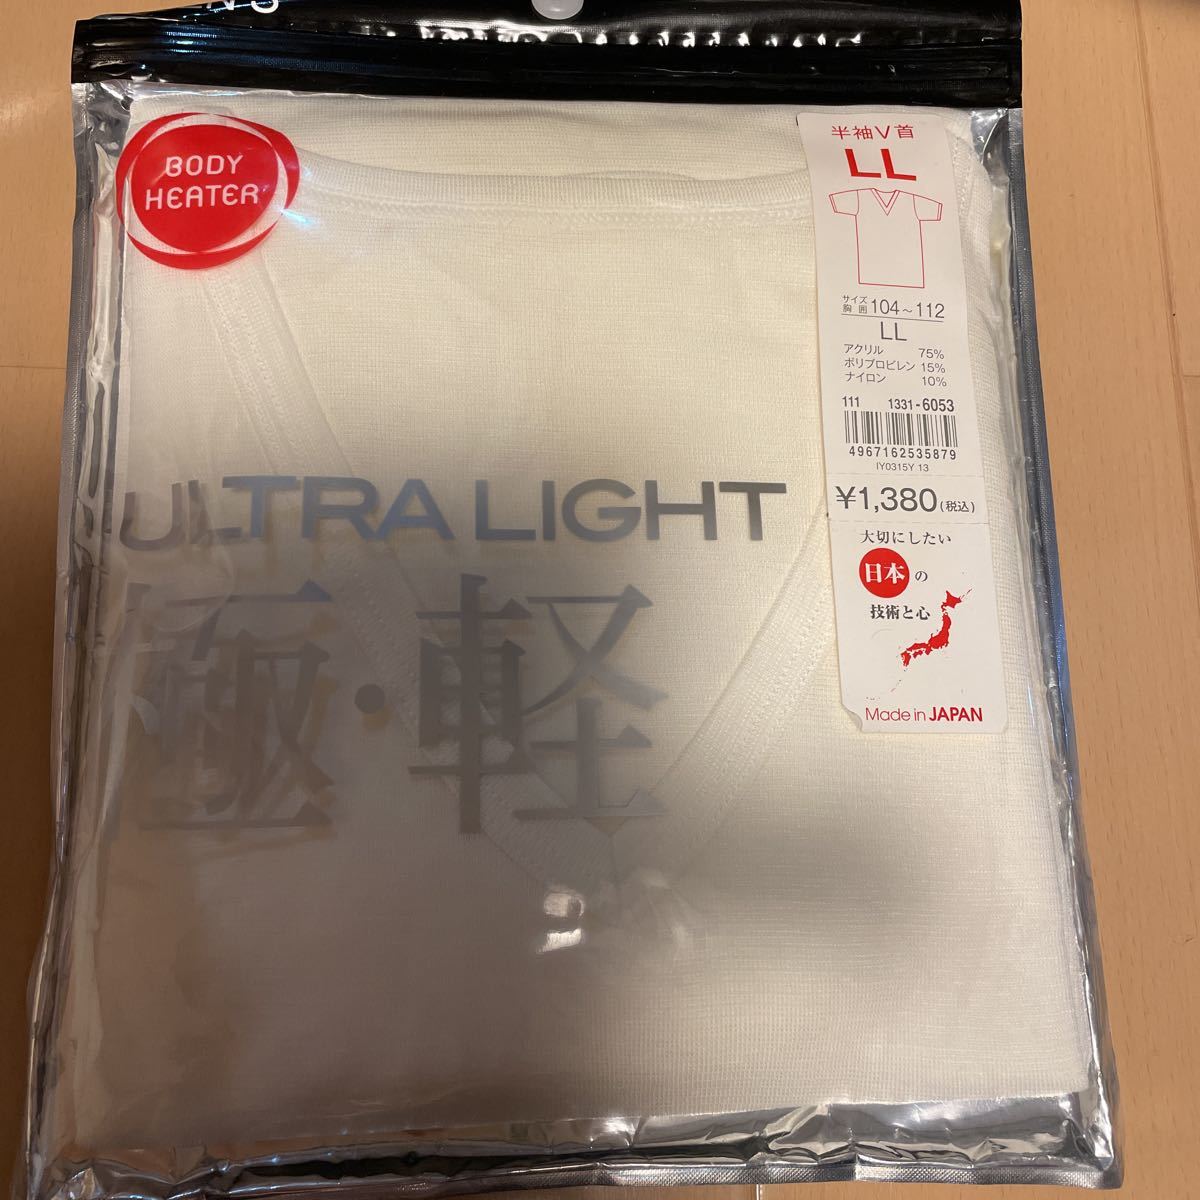 BODY
HEATER
半袖V首
LL
サイズ
胸囲 104~112
LL
アクリル 75%
ポリプロピレン 15%
ナイロン 10%
111 1331-6053
4967162535879
IY0315Y 13
¥1,380(税込)
大切にしたい
日本の
技術と心
Made in JAPAN
ULTRA LIGHT
極・軽